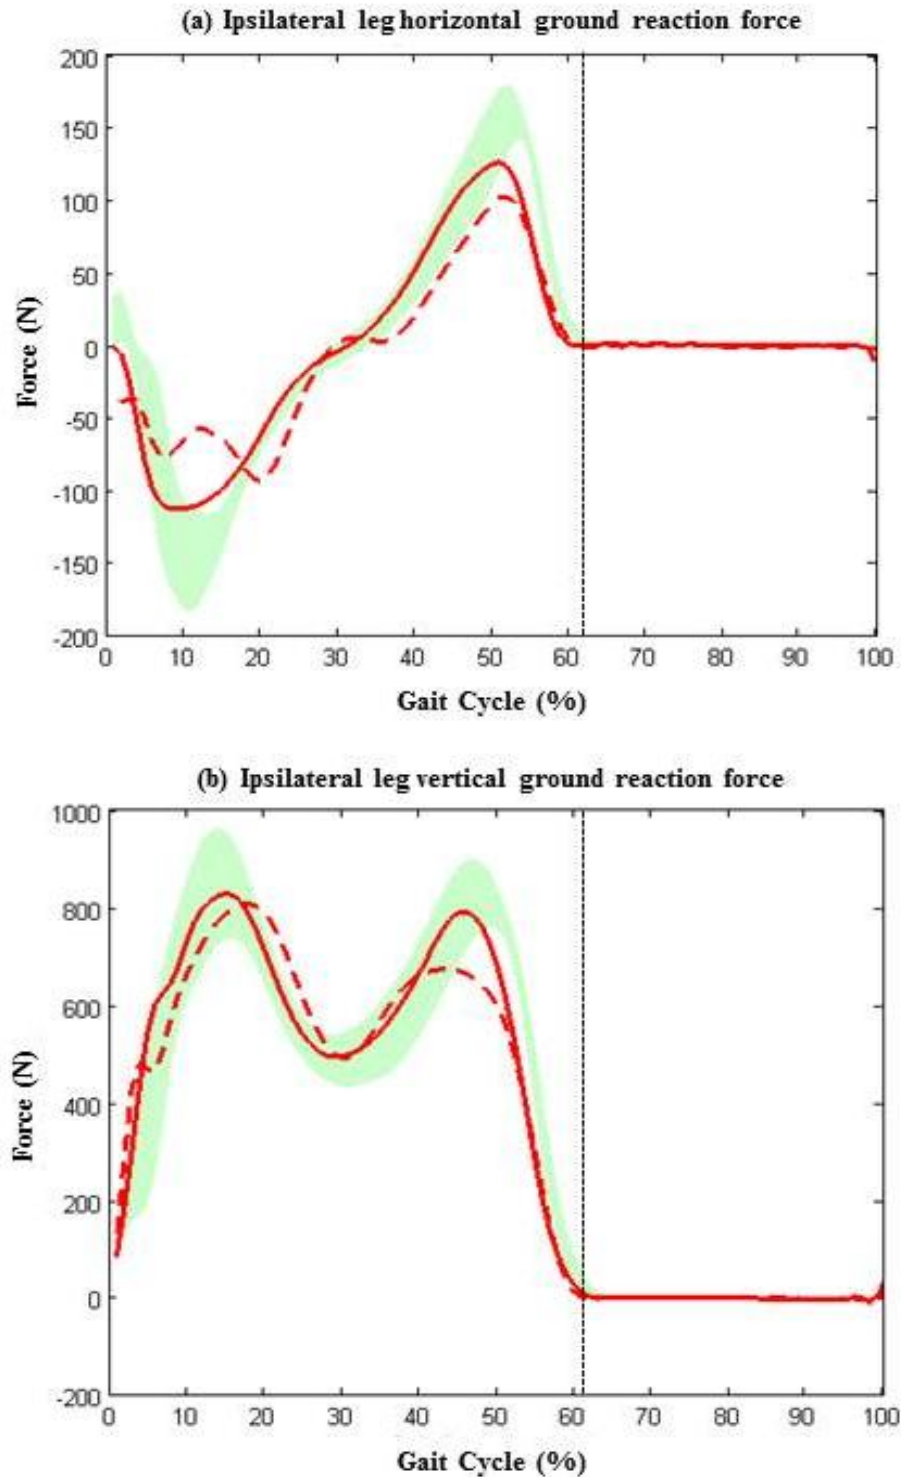 (a) Ipsilateral leg horizontal ground reaction force
200
150
100
50
0
-50
-100
-150
-200
Force (N)
0 10 20 30 40 50 60 70 80 90 100
Gait Cycle (%)
(b) Ipsilateral leg vertical ground reaction force
1000
800
600
400
200
0
-200
Force (N)
0 10 20 30 40 50 60 70 80 90 100
Gait Cycle (%)